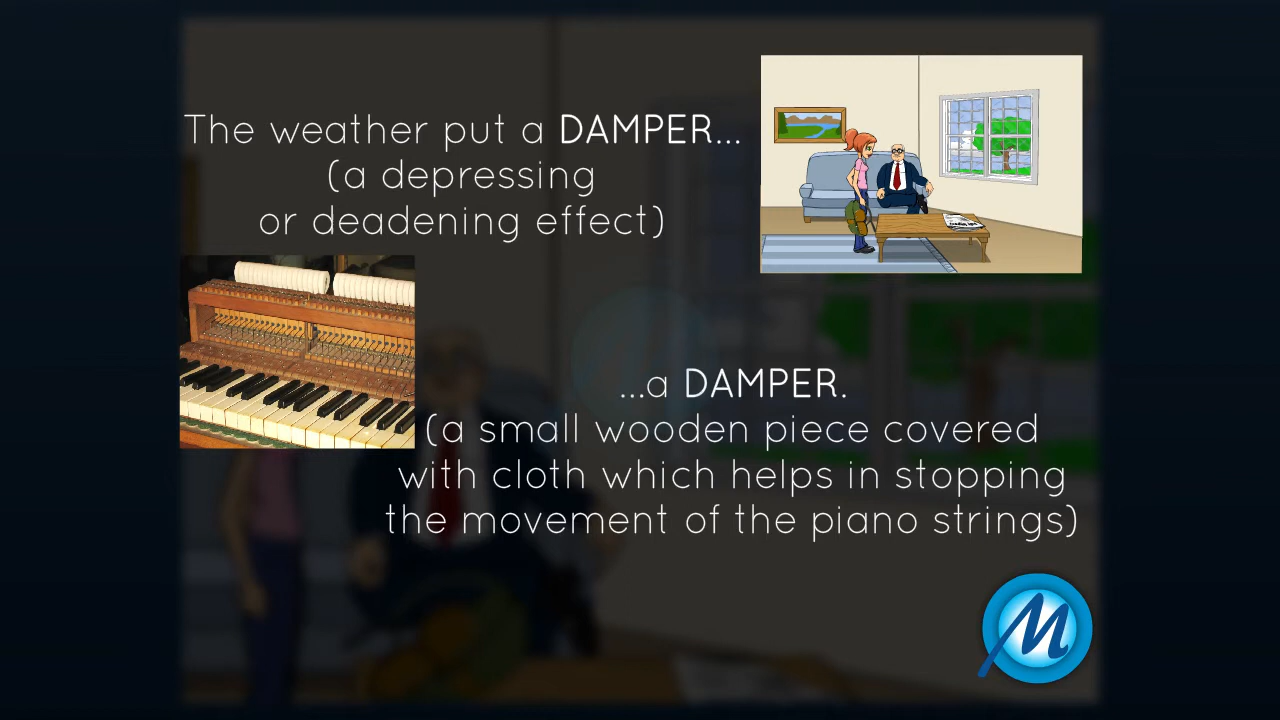 The weather put a DAMPER...
(a depressing
or deadening effect)
...a DAMPER.
(a small wooden piece covered
with cloth which helps in stopping
the movement of the piano strings)
M